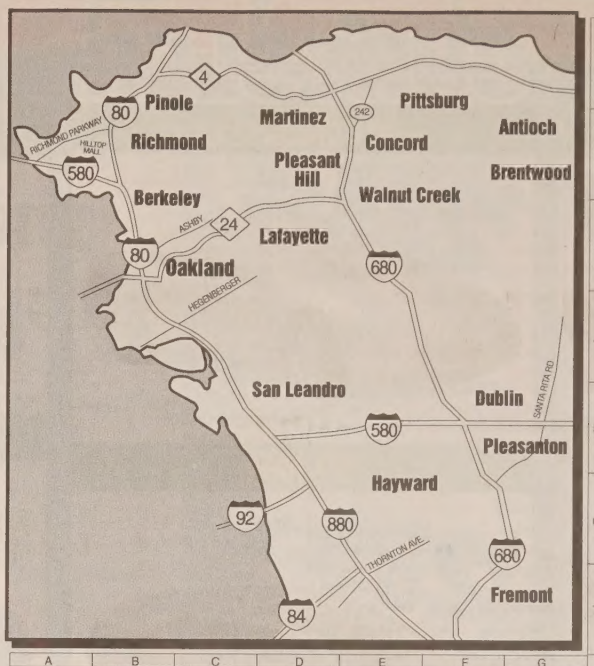 4
80
Pinole
242
Pittsburg
Martinez
RICHMOND PARKWAY
Antioch
HILLTOP
MALL
Richmond
Concord
580
Pleasant
Hill
Brentwood
Berkeley
Walnut Creek
ASHBY
24
Lafayette
80
Oakland
680
HEGENBERGER
SANTA RITA RD
San Leandro
Dublin
580
Pleasanton
Hayward
92
880
THORNTON AVE.
680
Fremont
84
A B C D E F G